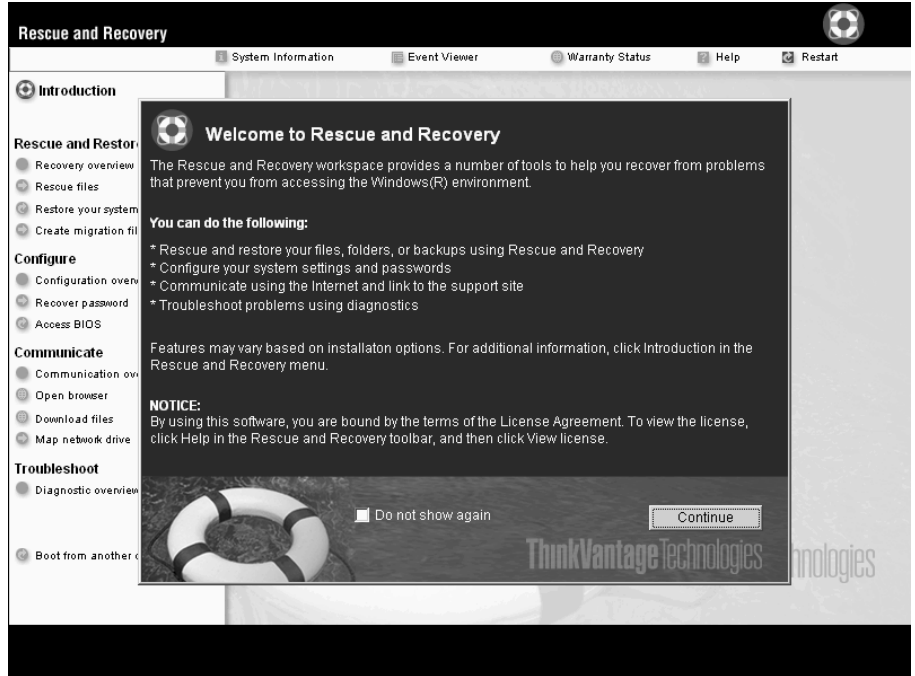 Rescue and Recovery
System Information Event Viewer Warranty Status Help Restart
Introduction
Rescue and Restor
Recovery overview
Rescue files
Restore your system
Create migration fil
Configure
Configuration overv
Recover password
Access BIOS
Communicate
Communication ov
Open browser
Download files
Map network drive
Troubleshoot
Diagnostic overview
Boot from another
Welcome to Rescue and Recovery
The Rescue and Recovery workspace provides a number of tools to help you recover from problems
that prevent you from accessing the Windows(R) environment.
You can do the following:
* Rescue and restore your files, folders, or backups using Rescue and Recovery
* Configure your system settings and passwords
* Communicate using the Internet and link to the support site
* Troubleshoot problems using diagnostics
Features may vary based on installaton options. For additional information, click Introduction in the
Rescue and Recovery menu.
NOTICE:
By using this software, you are bound by the terms of the License Agreement. To view the license,
click Help in the Rescue and Recovery toolbar, and then click View license.
Do not show again
Continue
ThinkVantage Technologies
hnologies